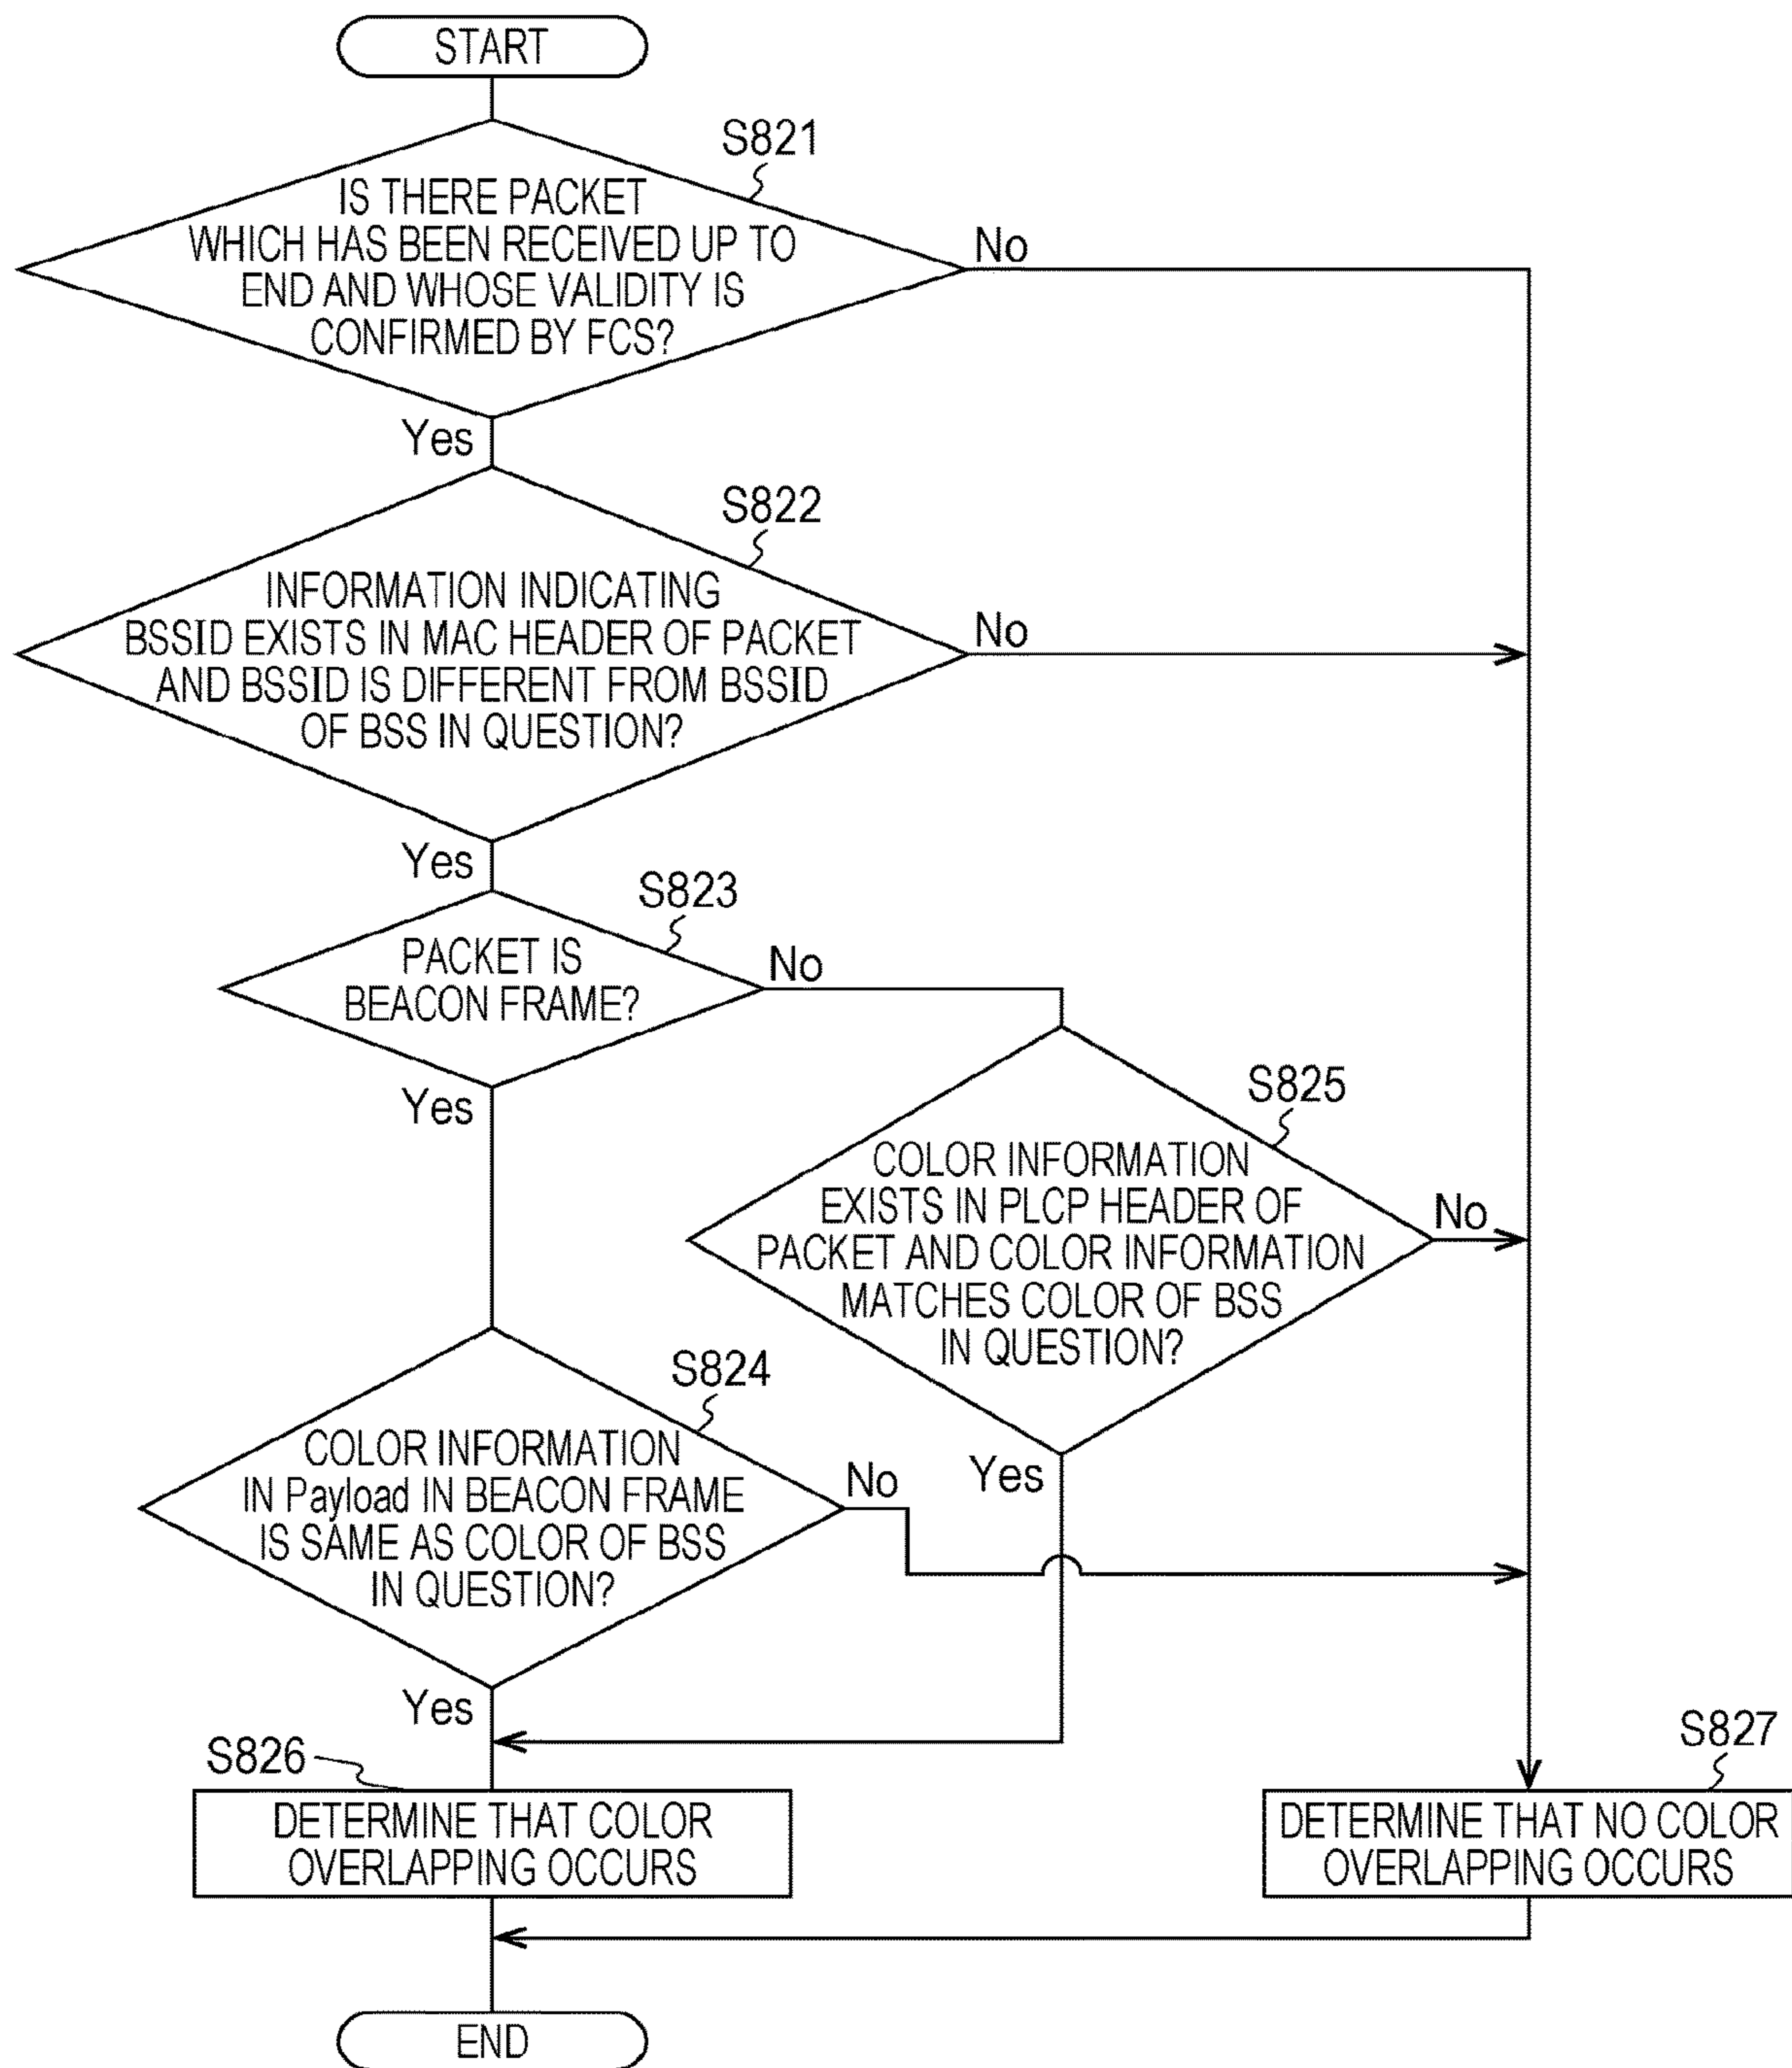 START
S821
IS THERE PACKET
WHICH HAS BEEN RECEIVED UP TO
END AND WHOSE VALIDITY IS
CONFIRMED BY FCS?
No
Yes
S822
INFORMATION INDICATING
BSSID EXISTS IN MAC HEADER OF PACKET
AND BSSID IS DIFFERENT FROM BSSID
OF BSS IN QUESTION?
No
Yes
S823
PACKET IS
BEACON FRAME?
No
Yes
S825
COLOR INFORMATION
EXISTS IN PLCP HEADER OF
PACKET AND COLOR INFORMATION
MATCHES COLOR OF BSS
IN QUESTION?
No
Yes
S824
COLOR INFORMATION
IN Payload IN BEACON FRAME
IS SAME AS COLOR OF BSS
IN QUESTION?
No
Yes
S826
DETERMINE THAT COLOR
OVERLAPPING OCCURS
S827
DETERMINE THAT NO COLOR
OVERLAPPING OCCURS
END